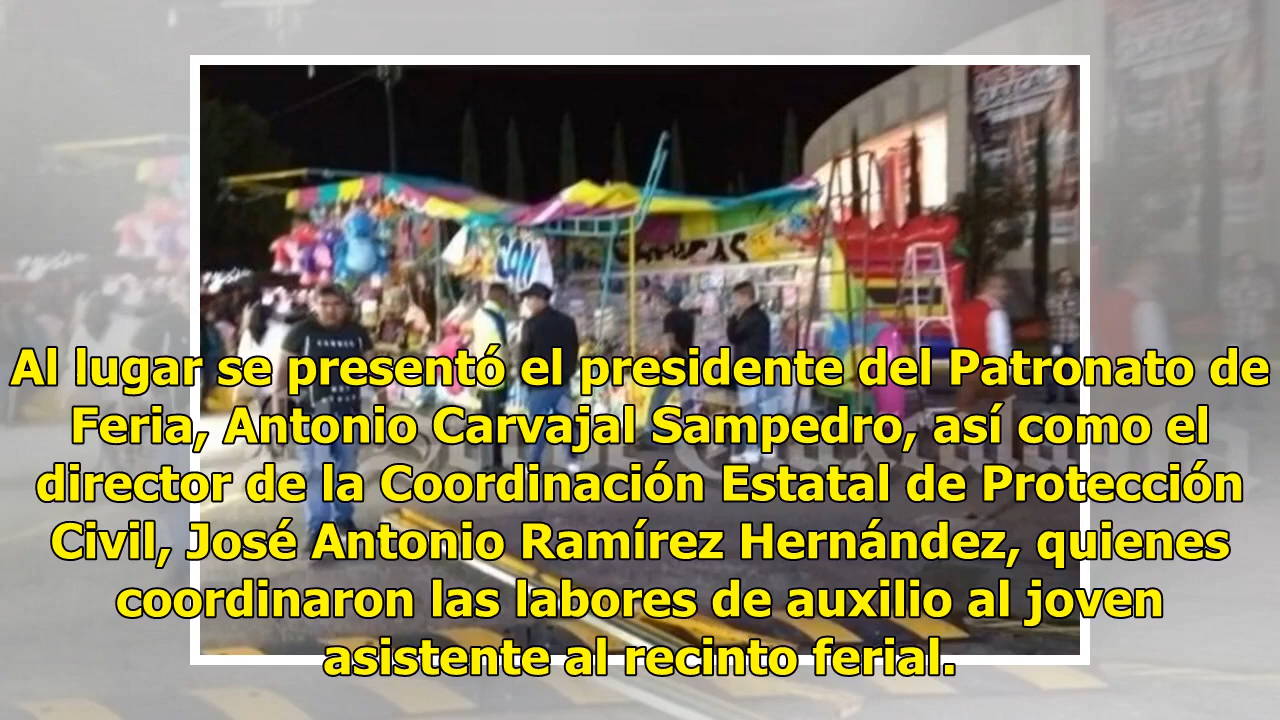 CAN
CANICAS
Al lugar se presentó el presidente del Patronato de
Feria, Antonio Carvajal Sampedro, así como el
director de la Coordinación Estatal de Protección
Civil, José Antonio Ramírez Hernández, quienes
coordinaron las labores de auxilio al joven
asistente al recinto ferial.